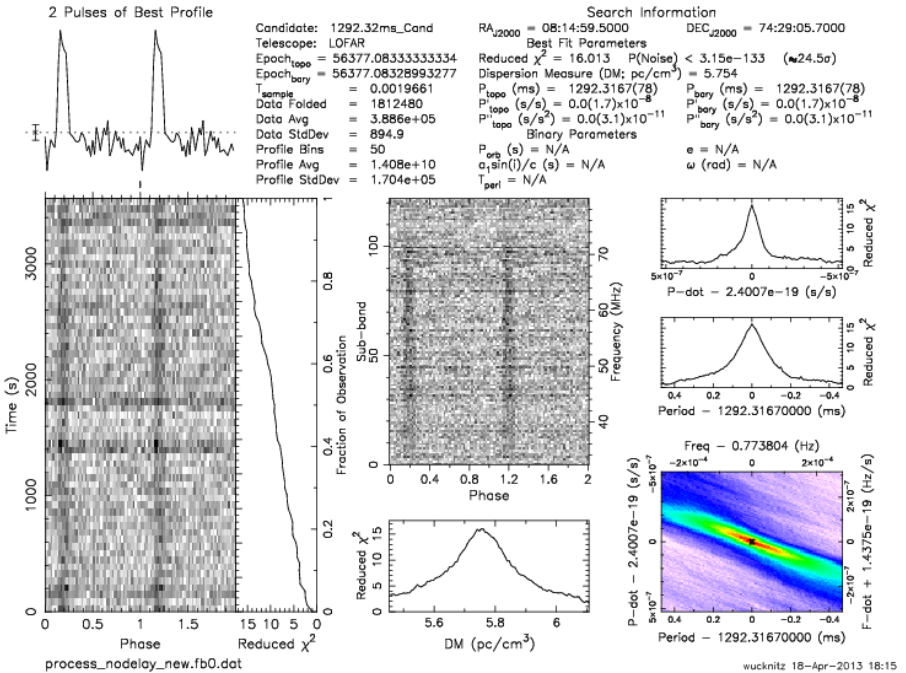 2 Pulses of Best Profile
Search Information
Candidate: 1292.32ms_Cand
RA_J2000 = 08:14:59.5000
DEC_J2000 = 74:29:05.7000
Telescope: LOFAR
Best Fit Parameters
Epoch_topo = 56377.08333333334
Reduced χ² = 16.013 P(Noise) < 3.15e-133 (≈24.5σ)
Epoch_bary = 56377.08328993277
Dispersion Measure (DM; pc/cm³) = 5.754
T_sample = 0.0019661
P_topo (ms) = 1292.3167(78)
P_bary (ms) = 1292.3167(78)
Data Folded = 1812480
P'_topo (s/s) = 0.0(1.7)x10⁻⁸
P'_bary (s/s) = 0.0(1.7)x10⁻⁸
Data Avg = 3.886e+05
P''_topo (s/s²) = 0.0(3.1)x10⁻¹¹
P''_bary (s/s²) = 0.0(3.1)x10⁻¹¹
Data StdDev = 894.9
Binary Parameters
Profile Bins = 50
P_orb (s) = N/A
e = N/A
Profile Avg = 1.408e+10
a₁sin(i)/c (s) = N/A
ω (rad) = N/A
Profile StdDev = 1.704e+05
T_peri = N/A
Time (s)
0 1000 2000 3000
0 0.5 1 1.5
Phase
15 10 5 0
Reduced χ²
Fraction of Observation
0 0.2 0.4 0.6 0.8 1
Sub-band
0 50 100
Frequency (MHz)
40 50 60 70
0 0.4 0.8 1.2 1.6 2
Phase
Reduced χ²
0 5 10 15
5.6 5.8 6
DM (pc/cm³)
Reduced χ²
0 5 10 15
5×10⁻⁷ 0 -5×10⁻⁷
P-dot - 2.4007e-19 (s/s)
Reduced χ²
0 5 10 15
0.4 0.2 0 -0.2 -0.4
Period - 1292.31670000 (ms)
Freq - 0.773804 (Hz)
-2×10⁻⁴ 0 2×10⁻⁴
P-dot - 2.4007e-19 (s/s)
5×10⁻⁷ 0 -5×10⁻⁷
F-dot + 1.4375e-19 (Hz/s)
-2×10⁻⁷ 0 2×10⁻⁷
0.4 0.2 0 -0.2 -0.4
Period - 1292.31670000 (ms)
process_nodelay_new.fb0.dat
wucknitz 18-Apr-2013 18:15